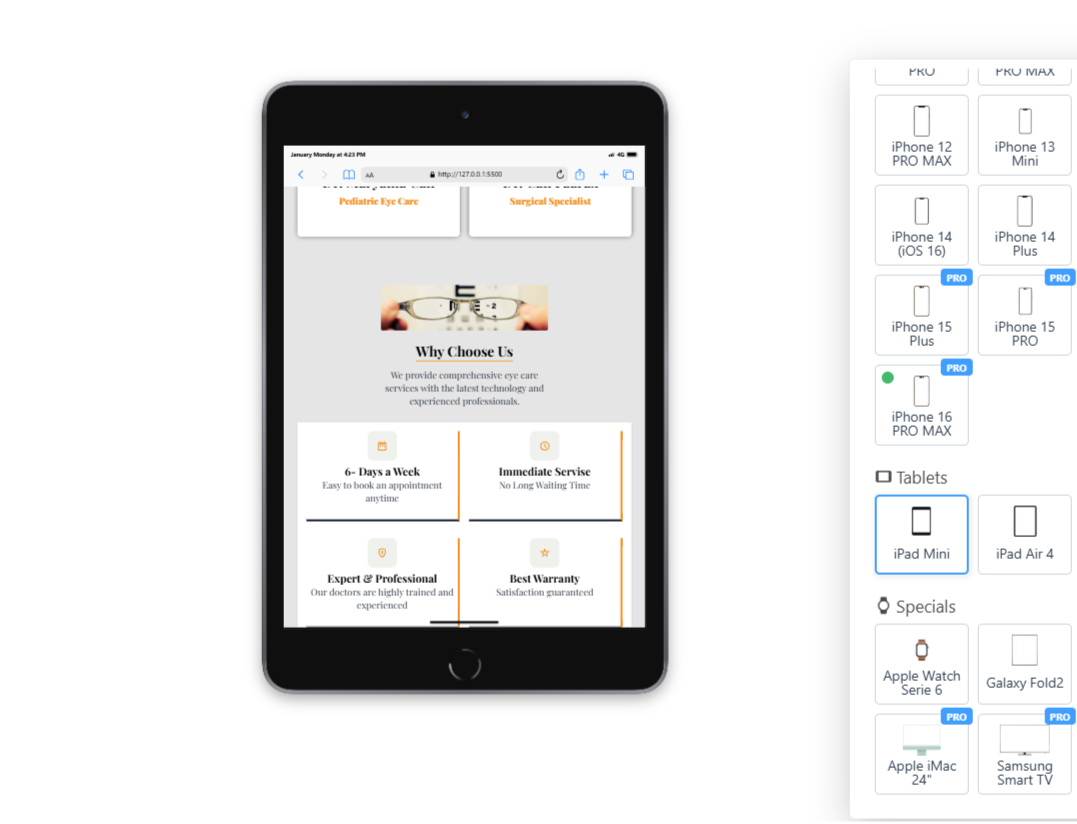 PRO
PRO MAX
iPhone 12
PRO MAX
iPhone 13
Mini
iPhone 14
(iOS 16)
iPhone 14
Plus
PRO
PRO
iPhone 15
Plus
iPhone 15
PRO
PRO
iPhone 16
PRO MAX
Tablets
iPad Mini
iPad Air 4
Specials
Apple Watch
Serie 6
Galaxy Fold2
PRO
PRO
Apple iMac
24"
Samsung
Smart TV
January Monday at 4:23 PM
4G
AA
http://127.0.0.1:5500
Pediatric Eye Care
Surgical Specialist
E
-2
Why Choose Us
We provide comprehensive eye care
services with the latest technology and
experienced professionals.
6- Days a Week
Easy to book an appointment
anytime
Immediate Servise
No Long Waiting Time
Expert & Professional
Our doctors are highly trained and
experienced
Best Warranty
Satisfaction guaranteed